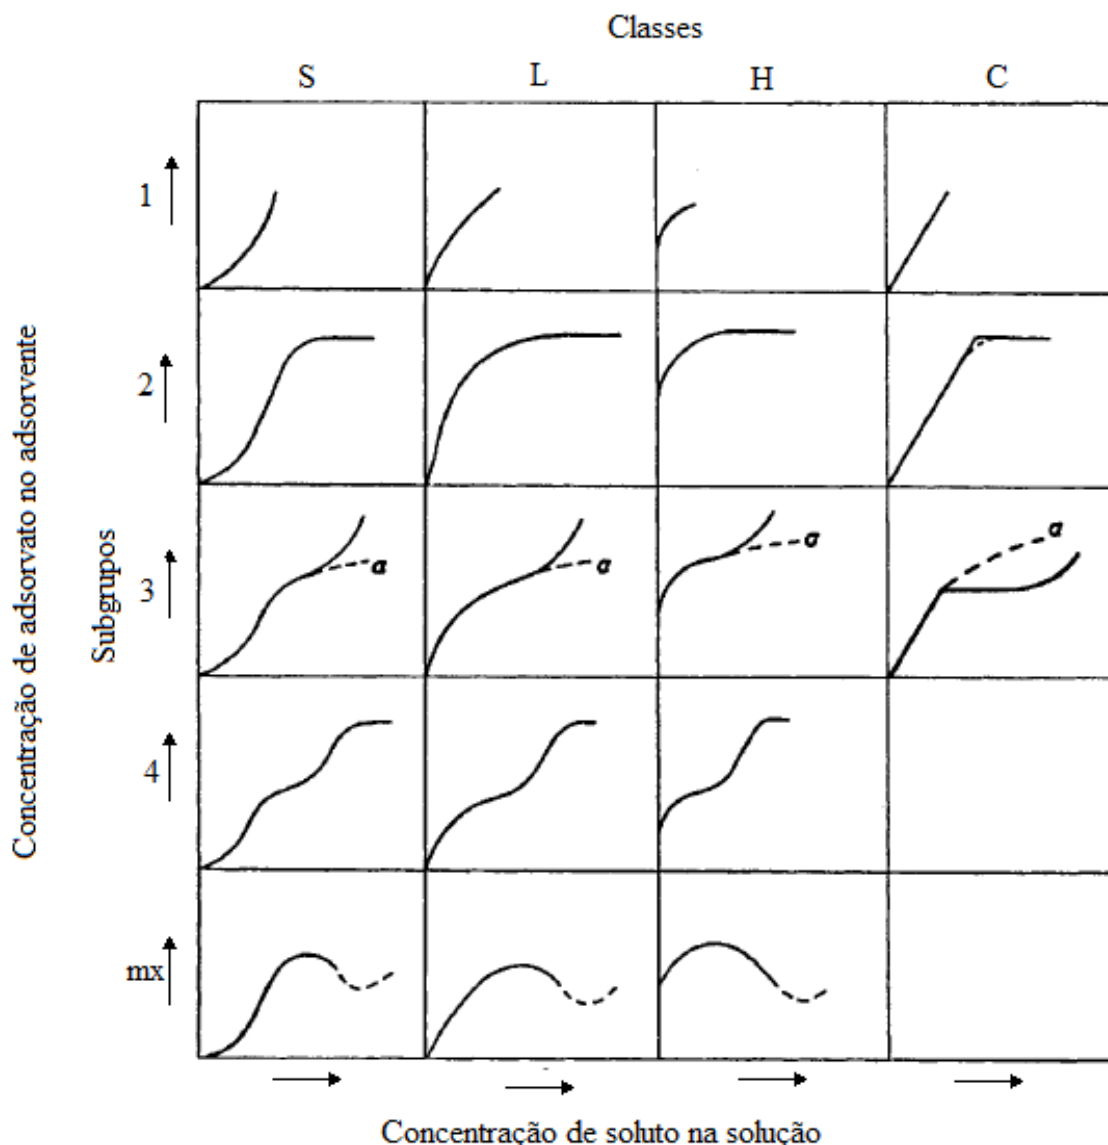 Classes
S L H C
1
2
3
4
mx
Subgrupos
Concentração de adsorvato no adsorvente
a
a
a
a
Concentração de soluto na solução